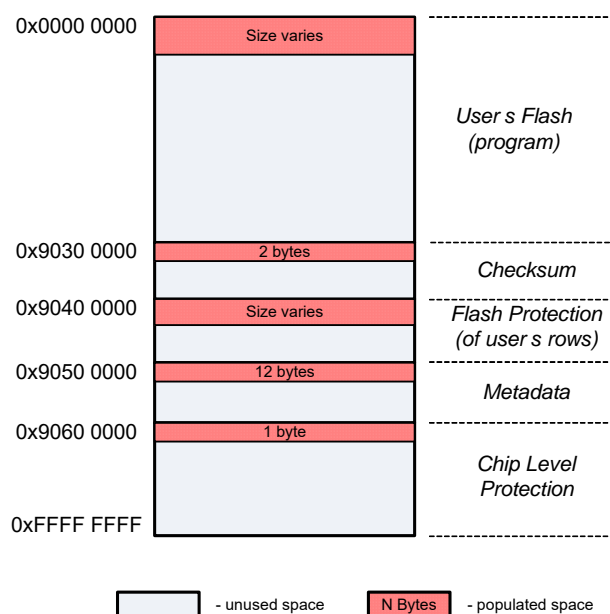 0x0000 0000
Size varies
User s Flash
(program)
0x9030 0000
2 bytes
Checksum
0x9040 0000
Size varies
Flash Protection
(of user s rows)
0x9050 0000
12 bytes
Metadata
0x9060 0000
1 byte
Chip Level
Protection
0xFFFF FFFF
- unused space
N Bytes
- populated space